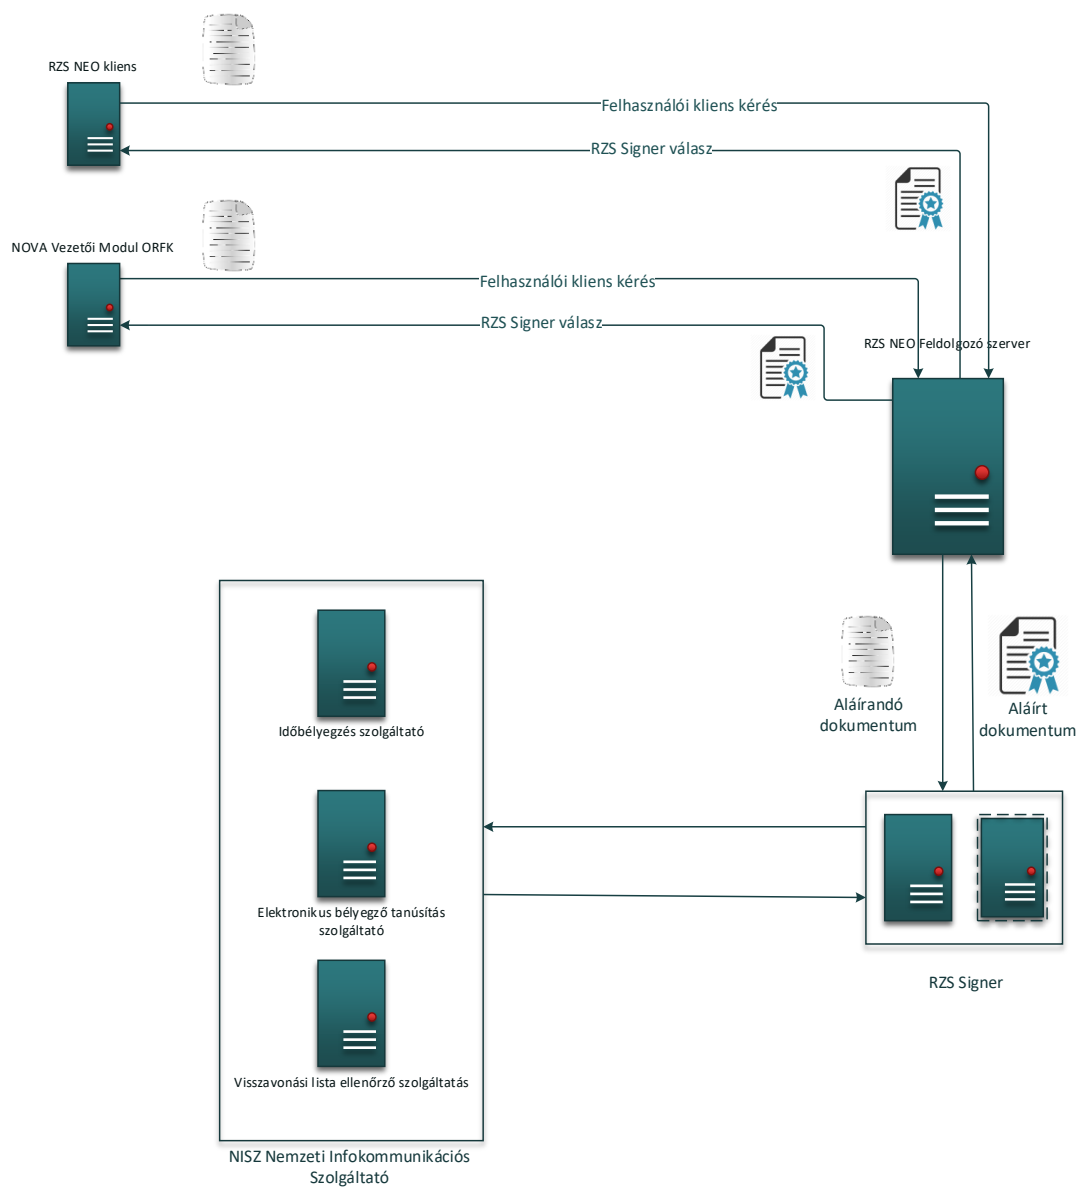 RZS NEO kliens
Felhasználói kliens kérés
RZS Signer válasz
NOVA Vezetői Modul ORFK
Felhasználói kliens kérés
RZS Signer válasz
RZS NEO Feldolgozó szerver
Aláírandó
dokumentum
Aláírt
dokumentum
Időbélyegzés szolgáltató
Elektronikus bélyegző tanúsítás
szolgáltató
RZS Signer
Visszavonási lista ellenőrző szolgáltatás
NISZ Nemzeti Infokommunikációs
Szolgáltató